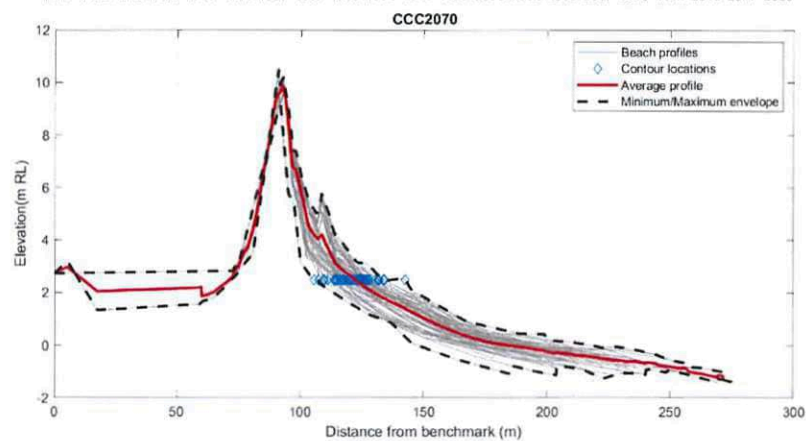 CCC2070
Beach profiles
Contour locations
Average profile
Minimum/Maximum envelope
Elevation(m RL)
12
10
8
6
4
2
0
-2
0
50
100
150
200
250
300
Distance from benchmark (m)